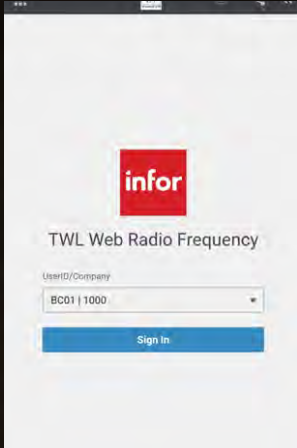 infor
TWL Web Radio Frequency
UserID/Company
BC01 | 1000
Sign In